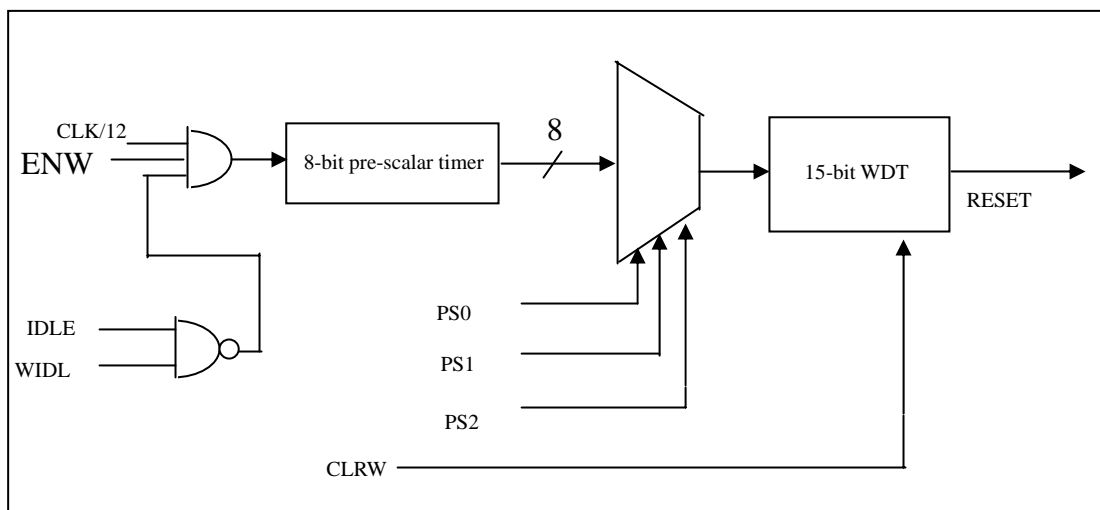 CLK/12
ENW
8-bit pre-scalar timer
8
15-bit WDT
RESET
IDLE
WIDL
PS0
PS1
PS2
CLRW